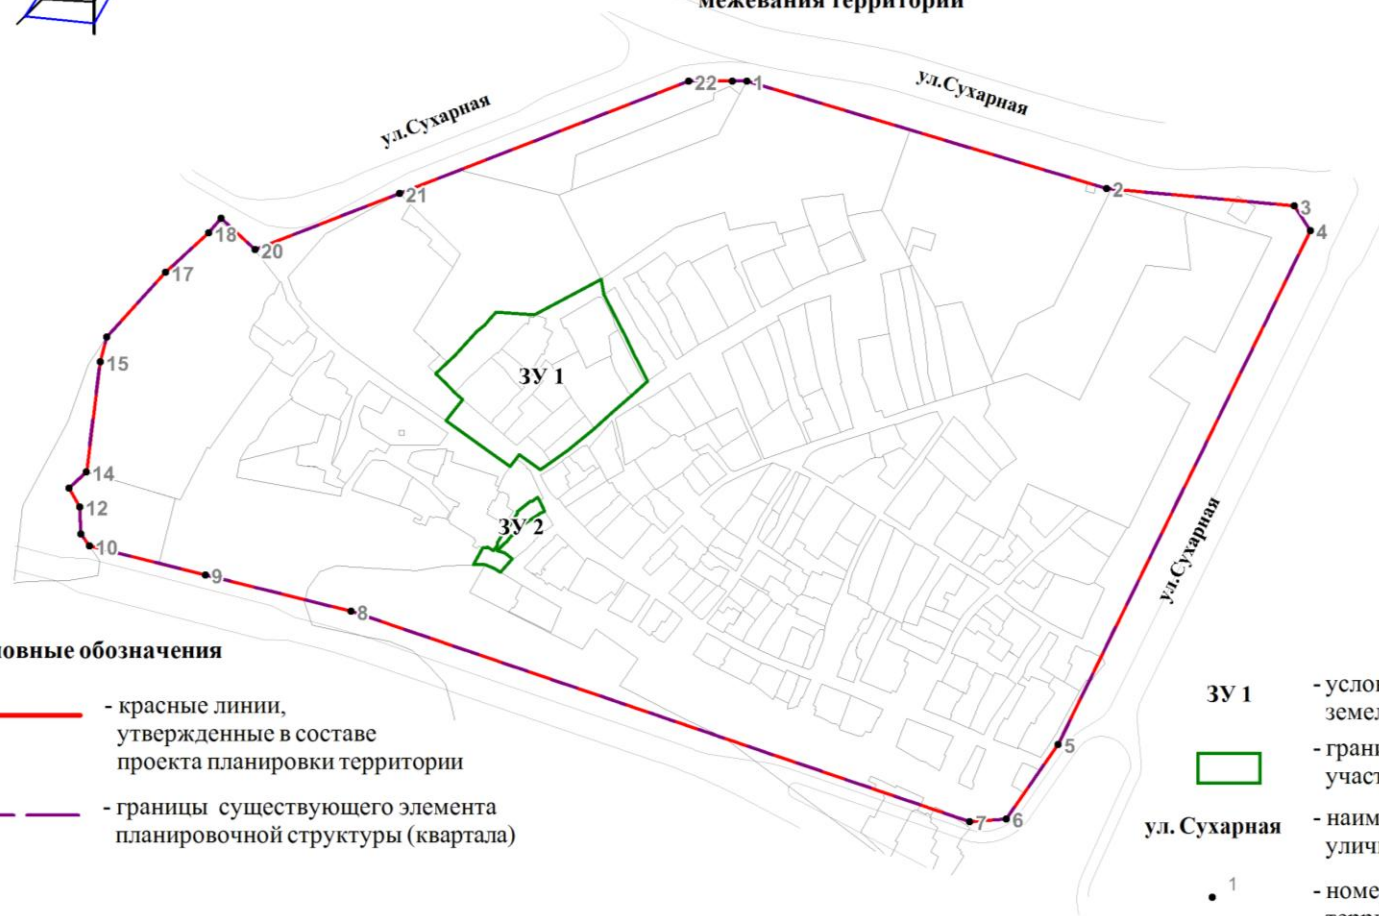 межевания территории
ул.Сухарная
ул.Сухарная
22
1
2
3
4
21
18
20
17
15
14
12
10
9
8
7
6
5
ЗУ 1
ЗУ 2
ул.Сухарная
обозначения
- красные линии,
утвержденные в составе
проекта планировки территории
- границы существующего элемента
планировочной структуры (квартала)
ЗУ 1
ул. Сухарная
1